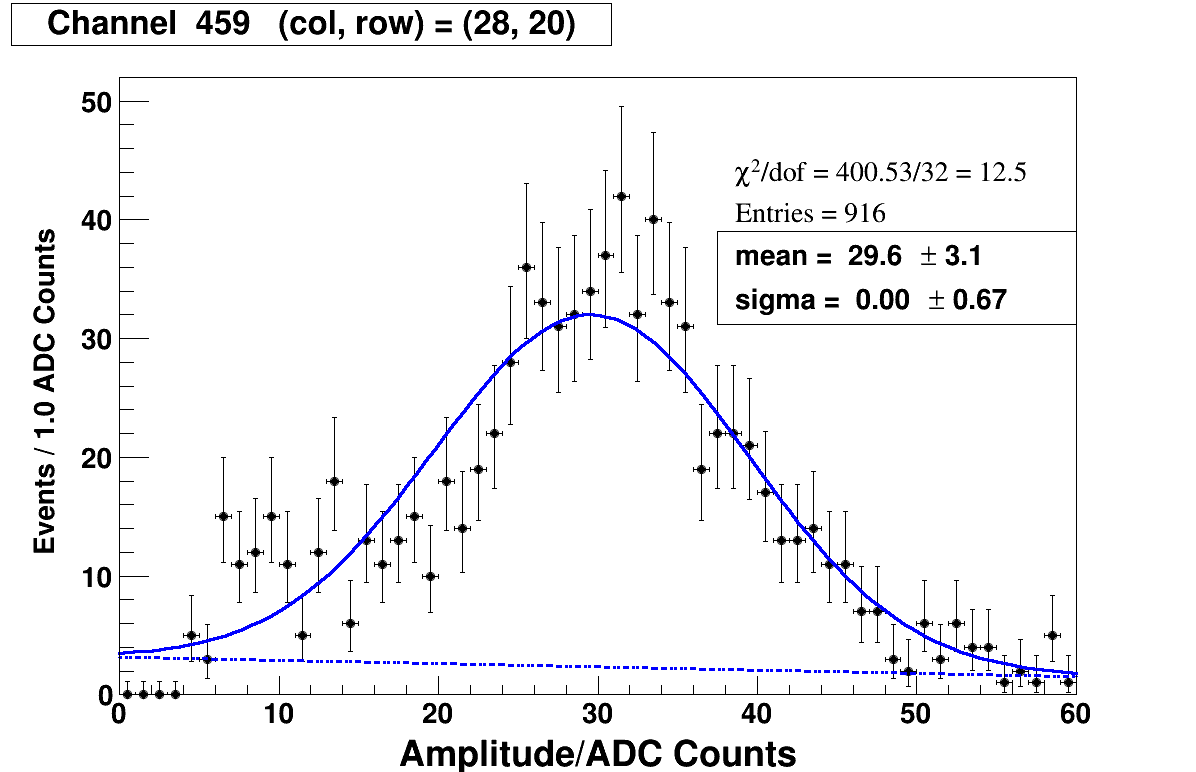 Channel 459 (col, row) = (28, 20)
50
40
30
20
10
0
Events / 1.0 ADC Counts
χ²/dof = 400.53/32 = 12.5
Entries = 916
mean = 29.6 ± 3.1
sigma = 0.00 ± 0.67
0 10 20 30 40 50 60
Amplitude/ADC Counts